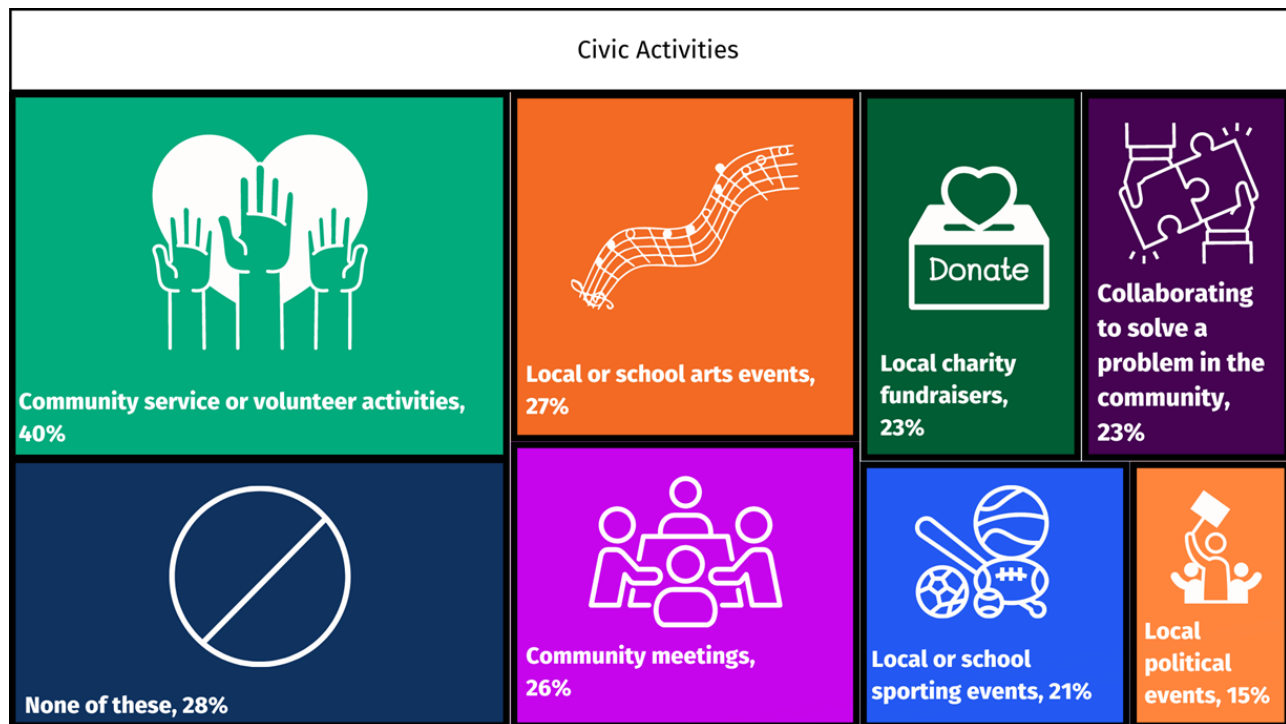 Civic Activities
Community service or volunteer activities,
40%
Local or school arts events,
27%
Donate
Local charity
fundraisers,
23%
Collaborating
to solve a
problem in the
community,
23%
None of these, 28%
Community meetings,
26%
Local or school
sporting events, 21%
Local
political
events, 15%